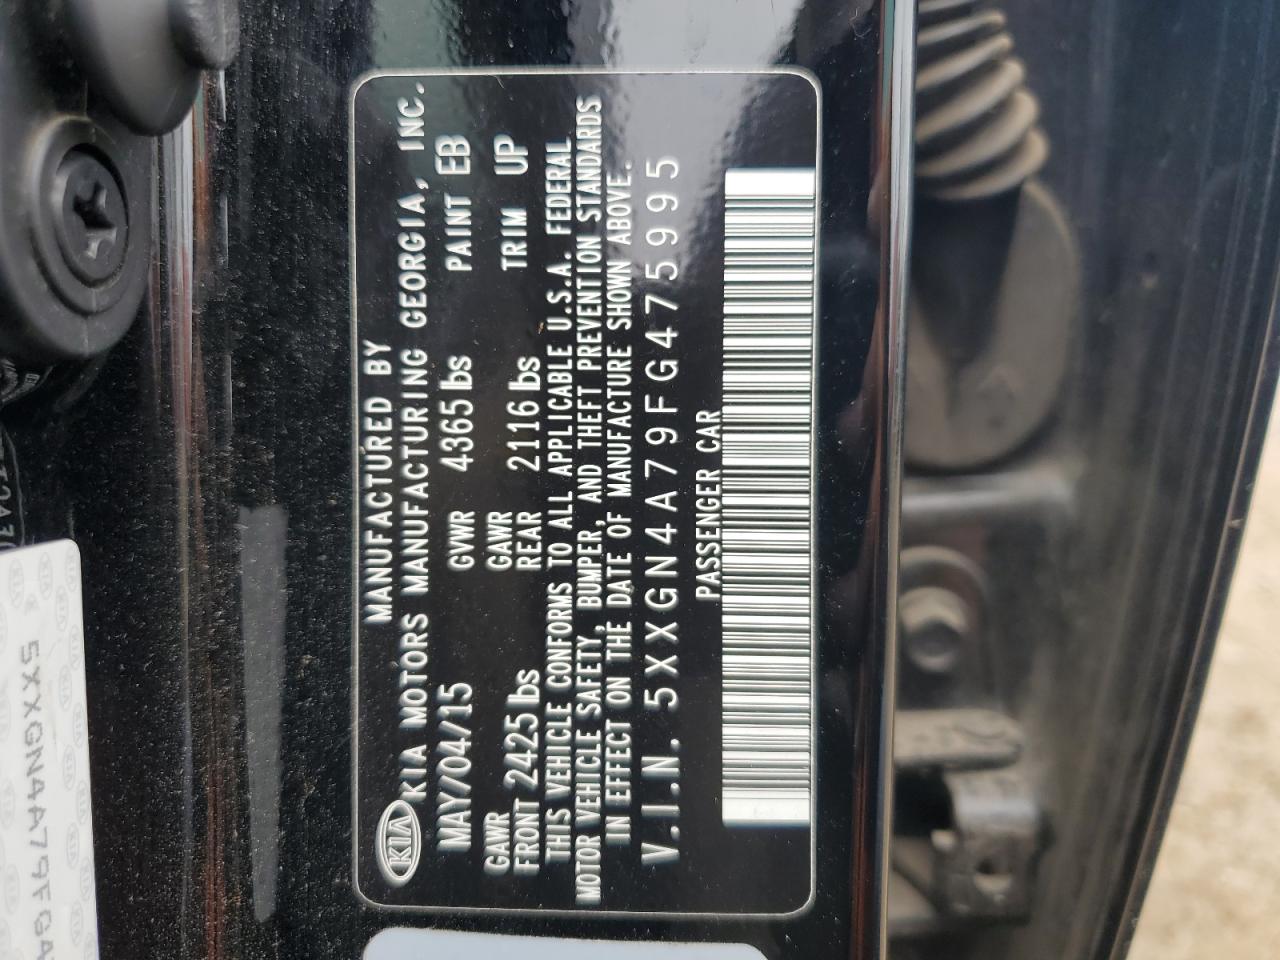 MANUFACTURED BY
KIA KIA MOTORS MANUFACTURING GEORGIA, INC.
MAY/04/15 GVWR 4365 lbs PAINT EB
GAWR FRONT 2425 lbs GAWR REAR 2116 lbs TRIM UP
THIS VEHICLE CONFORMS TO ALL APPLICABLE U.S.A. FEDERAL
MOTOR VEHICLE SAFETY, BUMPER, AND THEFT PREVENTION STANDARDS
IN EFFECT ON THE DATE OF MANUFACTURE SHOWN ABOVE.
V.I.N. 5XXGN4A79FG475995
PASSENGER CAR
5XXGN4A79FG4